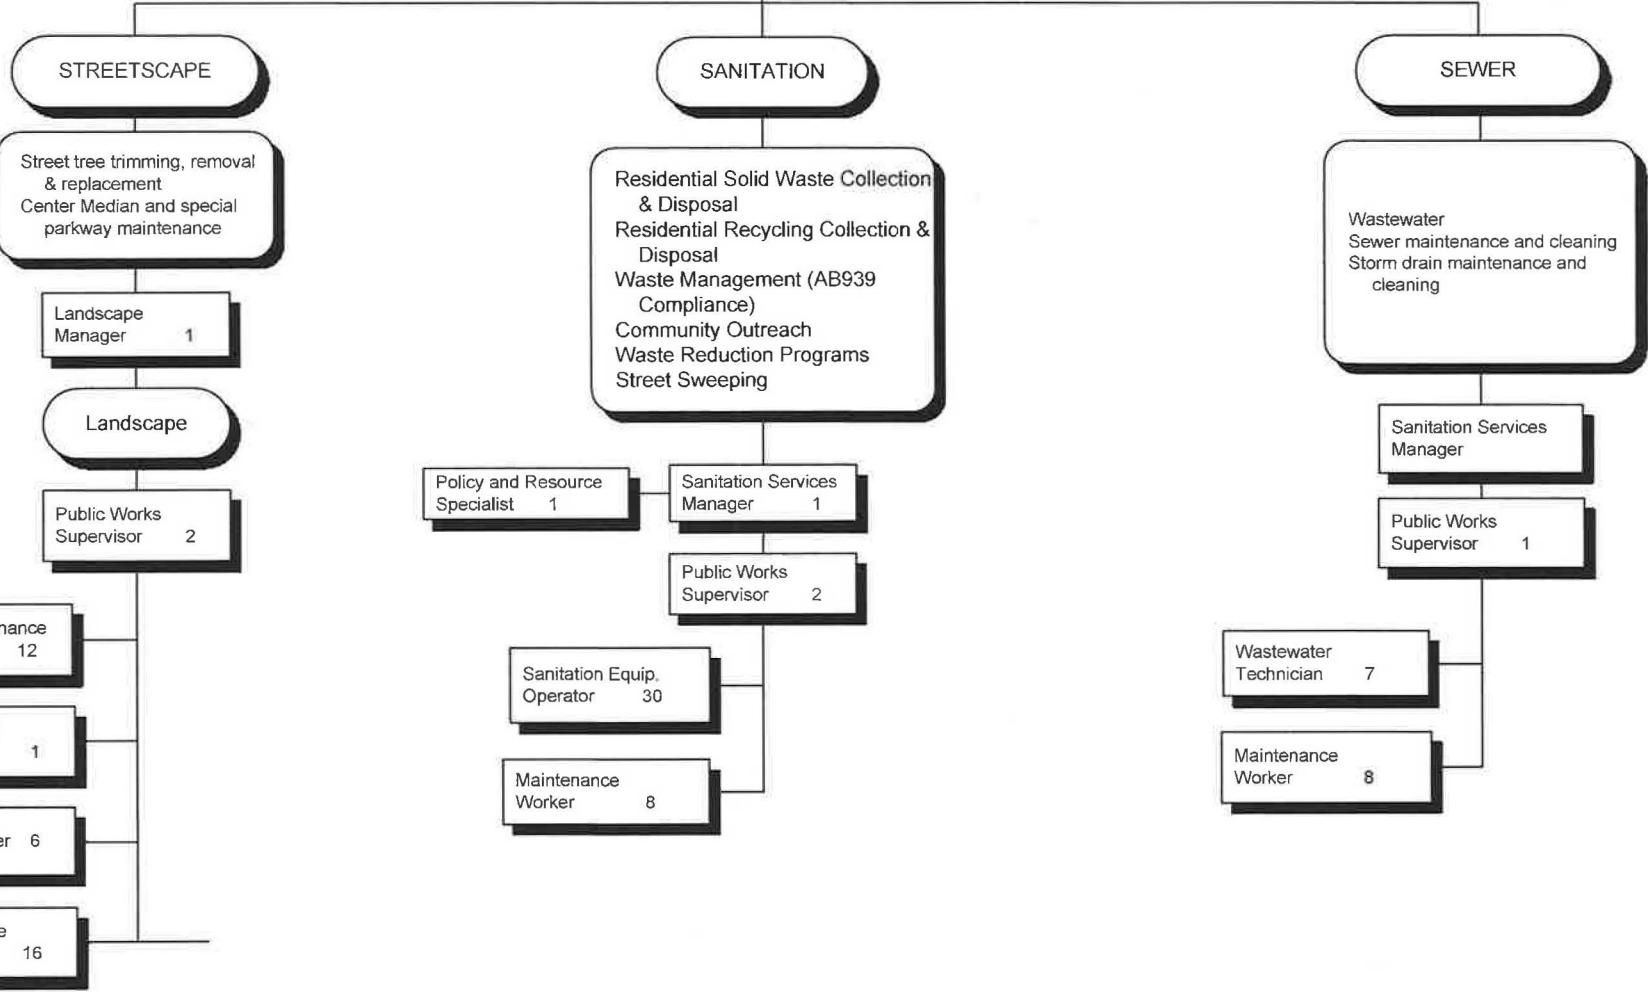 STREETSCAPE
Street tree trimming, removal
& replacement
Center Median and special
parkway maintenance
Landscape
Manager 1
Landscape
Public Works
Supervisor 2
12
1
6
16
SANITATION
Residential Solid Waste Collection
& Disposal
Residential Recycling Collection &
Disposal
Waste Management (AB939
Compliance)
Community Outreach
Waste Reduction Programs
Street Sweeping
Policy and Resource
Specialist 1
Sanitation Services
Manager 1
Public Works
Supervisor 2
Sanitation Equip.
Operator 30
Maintenance
Worker 8
SEWER
Wastewater
Sewer maintenance and cleaning
Storm drain maintenance and
cleaning
Sanitation Services
Manager
Public Works
Supervisor 1
Wastewater
Technician 7
Maintenance
Worker 8